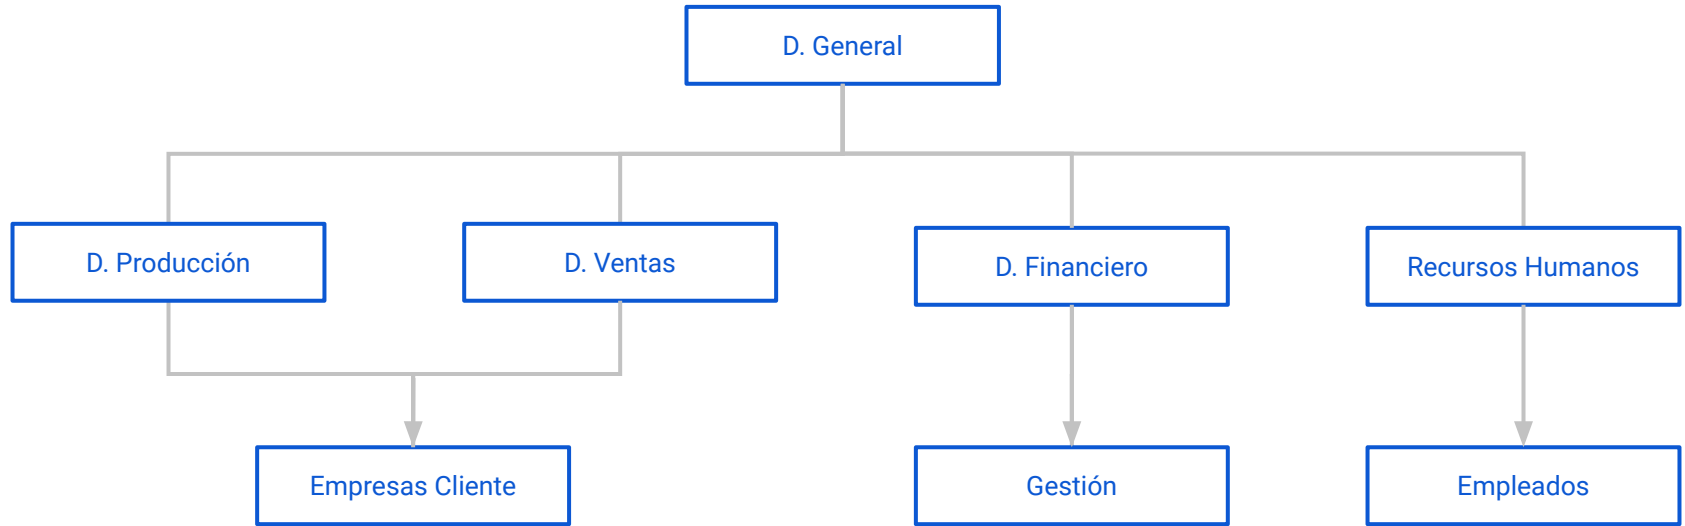 D. General
D. Producción
D. Ventas
D. Financiero
Recursos Humanos
Empresas Cliente
Gestión
Empleados